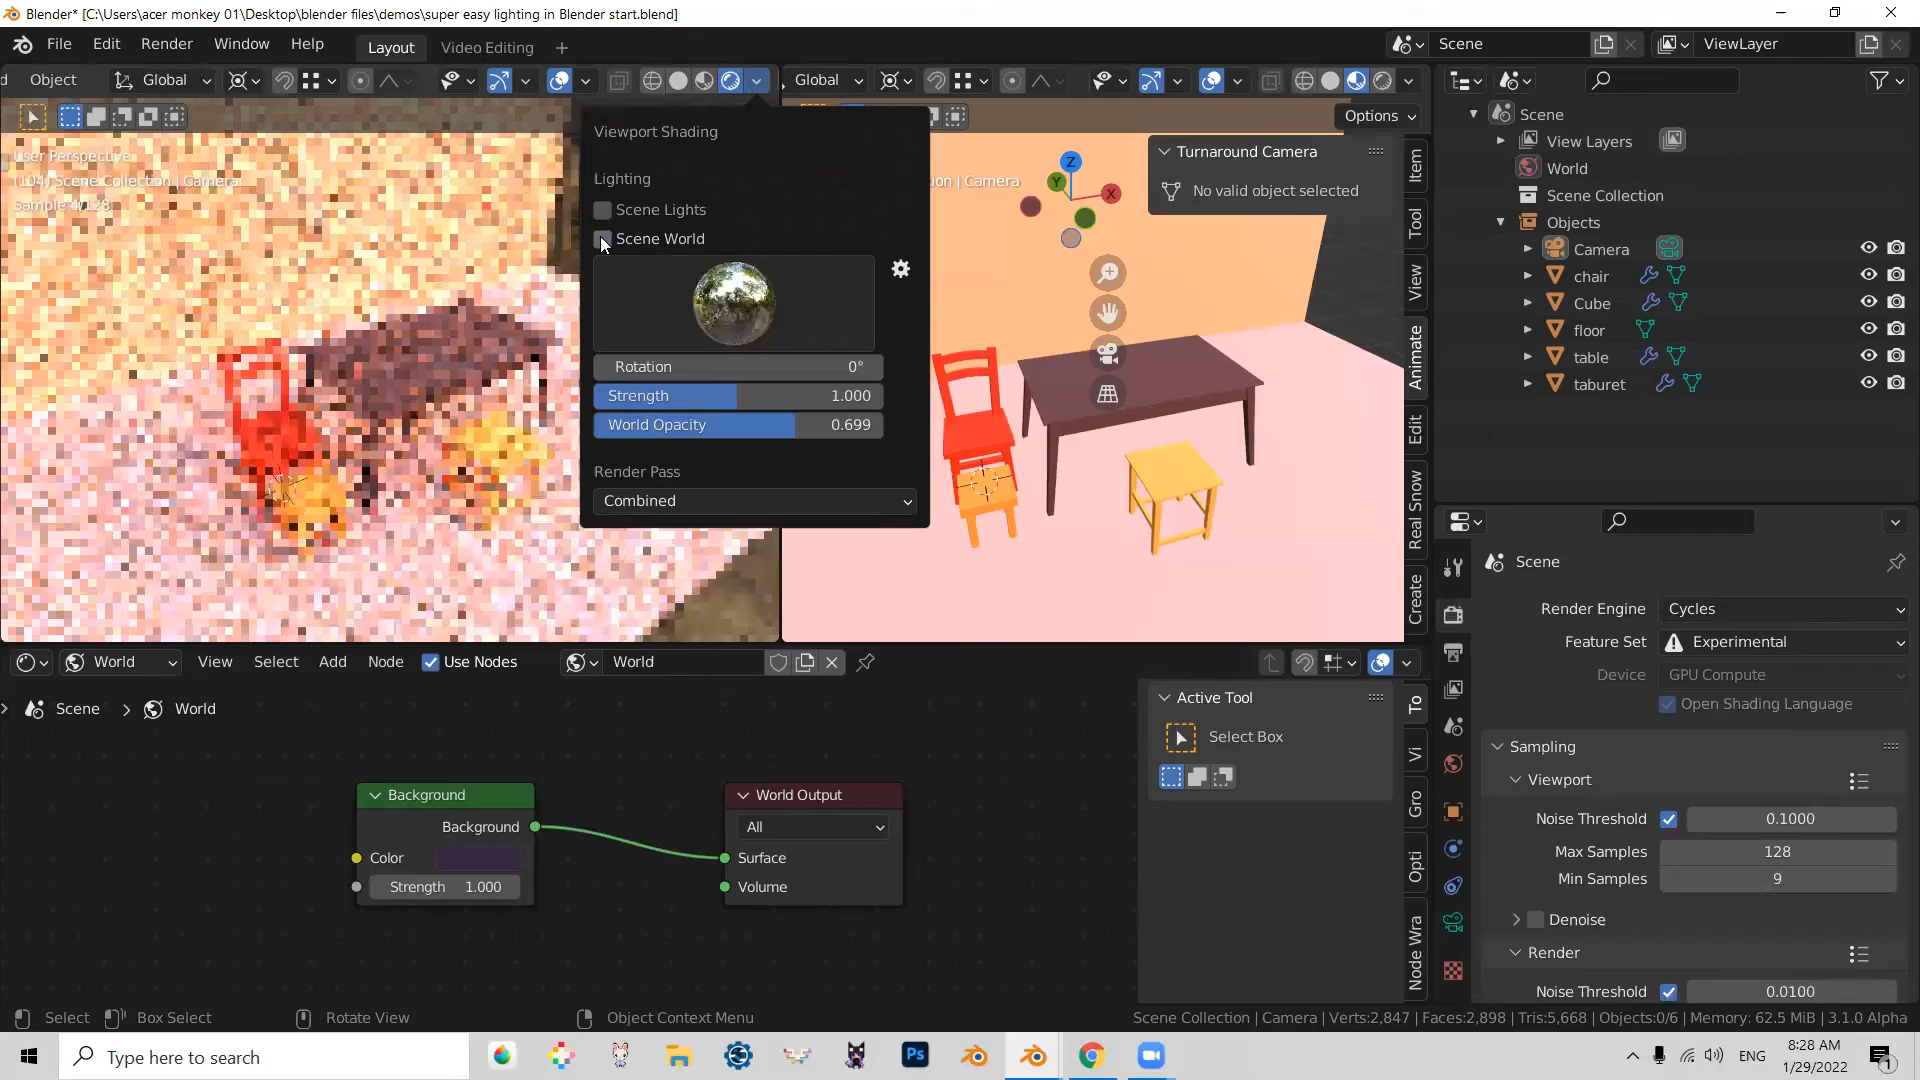 Blender* [C:\Users\acer monkey 01\Desktop\blender files\demos\super easy lighting in Blender start.blend]
File Edit Render Window Help Layout Video Editing + Scene ViewLayer
Object Global Global
Options
User Perspective
(104) Scene Collection | Camera
Sample 4/128
Viewport Shading
Lighting
Scene Lights
Scene World
Rotation 0°
Strength 1.000
World Opacity 0.699
Render Pass
Combined
on | Camera
Z
Y
X
Turnaround Camera
No valid object selected
Item
Tool
View
Animate
Edit
Real Snow
Create
Scene
View Layers
World
Scene Collection
Objects
Camera
chair
Cube
floor
table
taburet
Scene
Render Engine Cycles
Feature Set Experimental
Device GPU Compute
Open Shading Language
Sampling
Viewport
Noise Threshold 0.1000
Max Samples 128
Min Samples 9
Denoise
Render
Noise Threshold 0.0100
World View Select Add Node Use Nodes World
Scene > World
Background
Background
Color
Strength 1.000
World Output
All
Surface
Volume
Active Tool
Select Box
To
Vi
Gro
Opti
Node Wra
Select Box Select Rotate View Object Context Menu
Scene Collection | Camera | Verts:2,847 | Faces:2,898 | Tris:5,668 | Objects:0/6 | Memory: 62.5 MiB | 3.1.0 Alpha
Type here to search
Ps
ENG
8:28 AM
1/29/2022
1